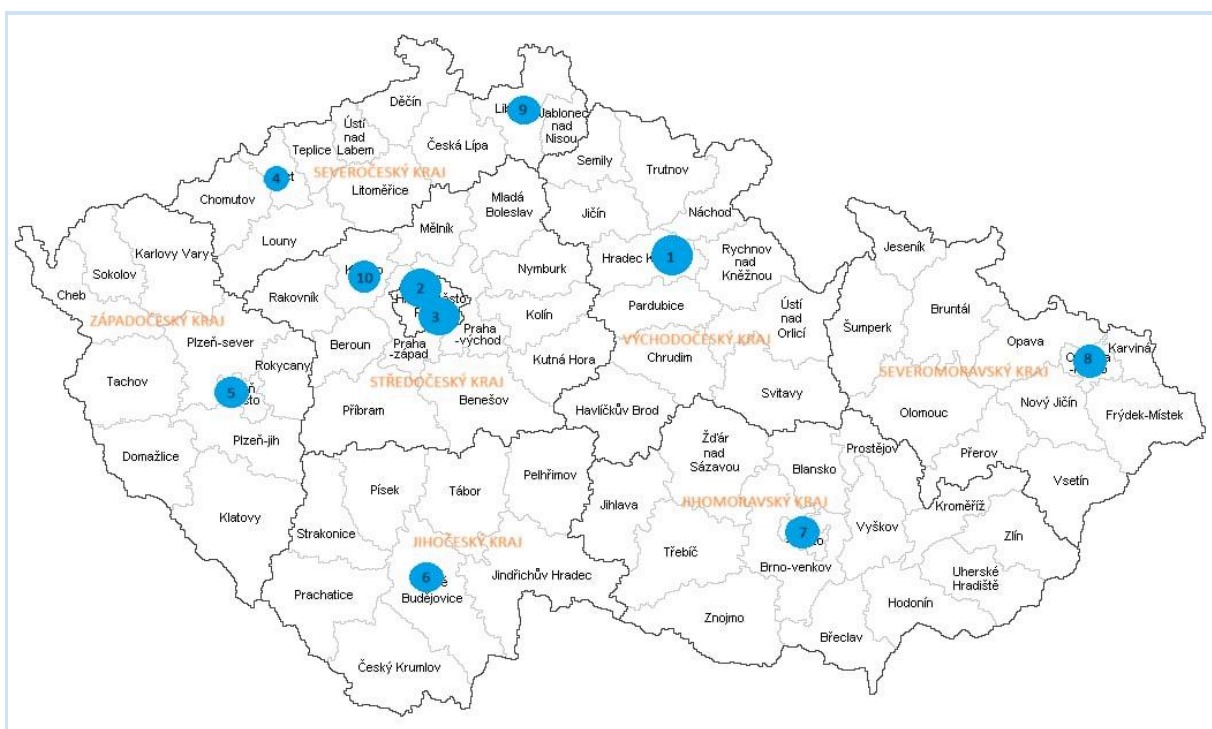 Děčín
9
Jablonec
nad
Nisou
Ústí
nad
Labem
Teplice
Česká Lípa
SEVEROČESKÝ KRAJ
4
Chomutov
Litoměřice
Semily
Trutnov
Mladá
Boleslav
Jičín
Náchod
Mělník
Louny
Karlovy Vary
Sokolov
Cheb
10
Rakovník
2
3
Praha
-západ
Praha
-východ
Nymburk
Kolín
1
Rychnov
nad
Kněžnou
Pardubice
Ústí
nad
Orlicí
Jeseník
Bruntál
Šumperk
ZÁPADOČESKÝ KRAJ
Plzeň-sever
Rokycany
Beroun
VÝCHODOČESKÝ KRAJ
Chrudim
Kutná Hora
Opava
Karviná
8
SEVEROMORAVSKÝ KRAJ
Tachov
5
STŘEDOČESKÝ KRAJ
Benešov
Příbram
Svitavy
Havlíčkův Brod
Olomouc
Nový Jičín
Frýdek-Místek
Plzeň-jih
Domažlice
Žďár
nad
Sázavou
Prostějov
Přerov
Blansko
Vsetín
Pelhřimov
Písek
Tábor
Jihlava
JIHOMORAVSKÝ KRAJ
Kroměříž
Klatovy
Strakonice
7
Vyškov
Zlín
JIHOČESKÝ KRAJ
Třebíč
Brno-venkov
Uherské
Hradiště
6
Budějovice
Jindřichův Hradec
Prachatice
Hodonín
Znojmo
Břeclav
Český Krumlov